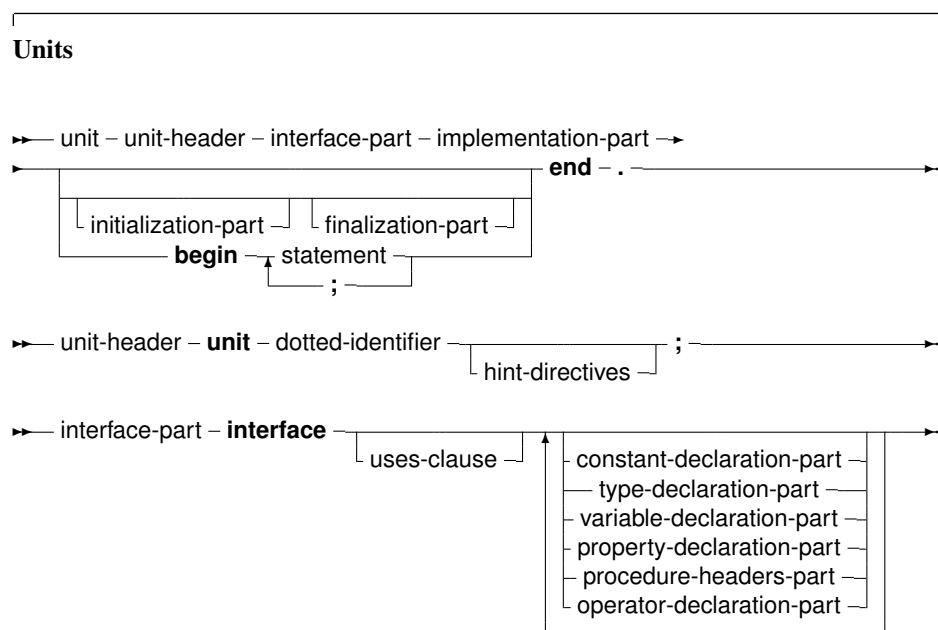 Units
unit – unit-header – interface-part – implementation-part
end – .
initialization-part finalization-part
begin – statement
;
unit-header – unit – dotted-identifier ;
hint-directives
interface-part – interface
uses-clause constant-declaration-part
type-declaration-part
variable-declaration-part
property-declaration-part
procedure-headers-part
operator-declaration-part